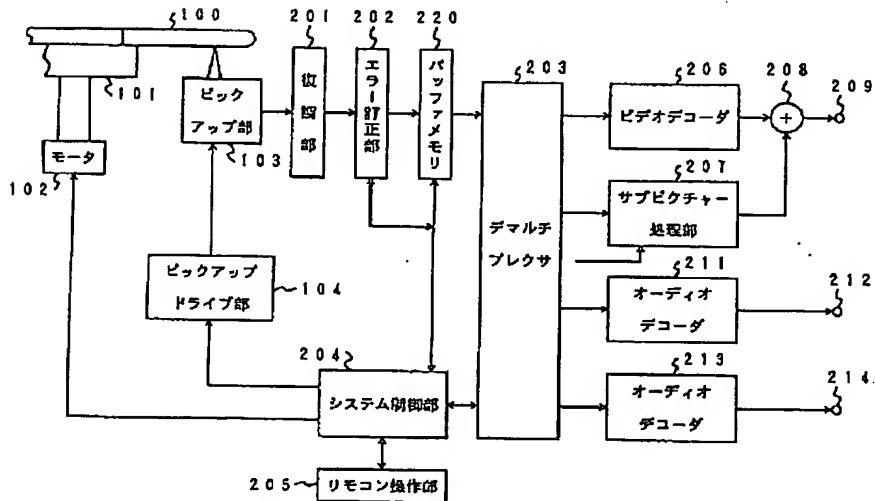 100
201
202
220
203
206
208
209
101
ピック
アップ部
103
復調部
エラー訂正部
バッファメモリ
ビデオデコーダ
+
モータ
102
207
サブピクチャー
処理部
デマルチ
プレクサ
ピックアップ
ドライブ部
104
211
オーディオ
デコーダ
212
204
システム制御部
213
オーディオ
デコーダ
214
205
リモコン操作部